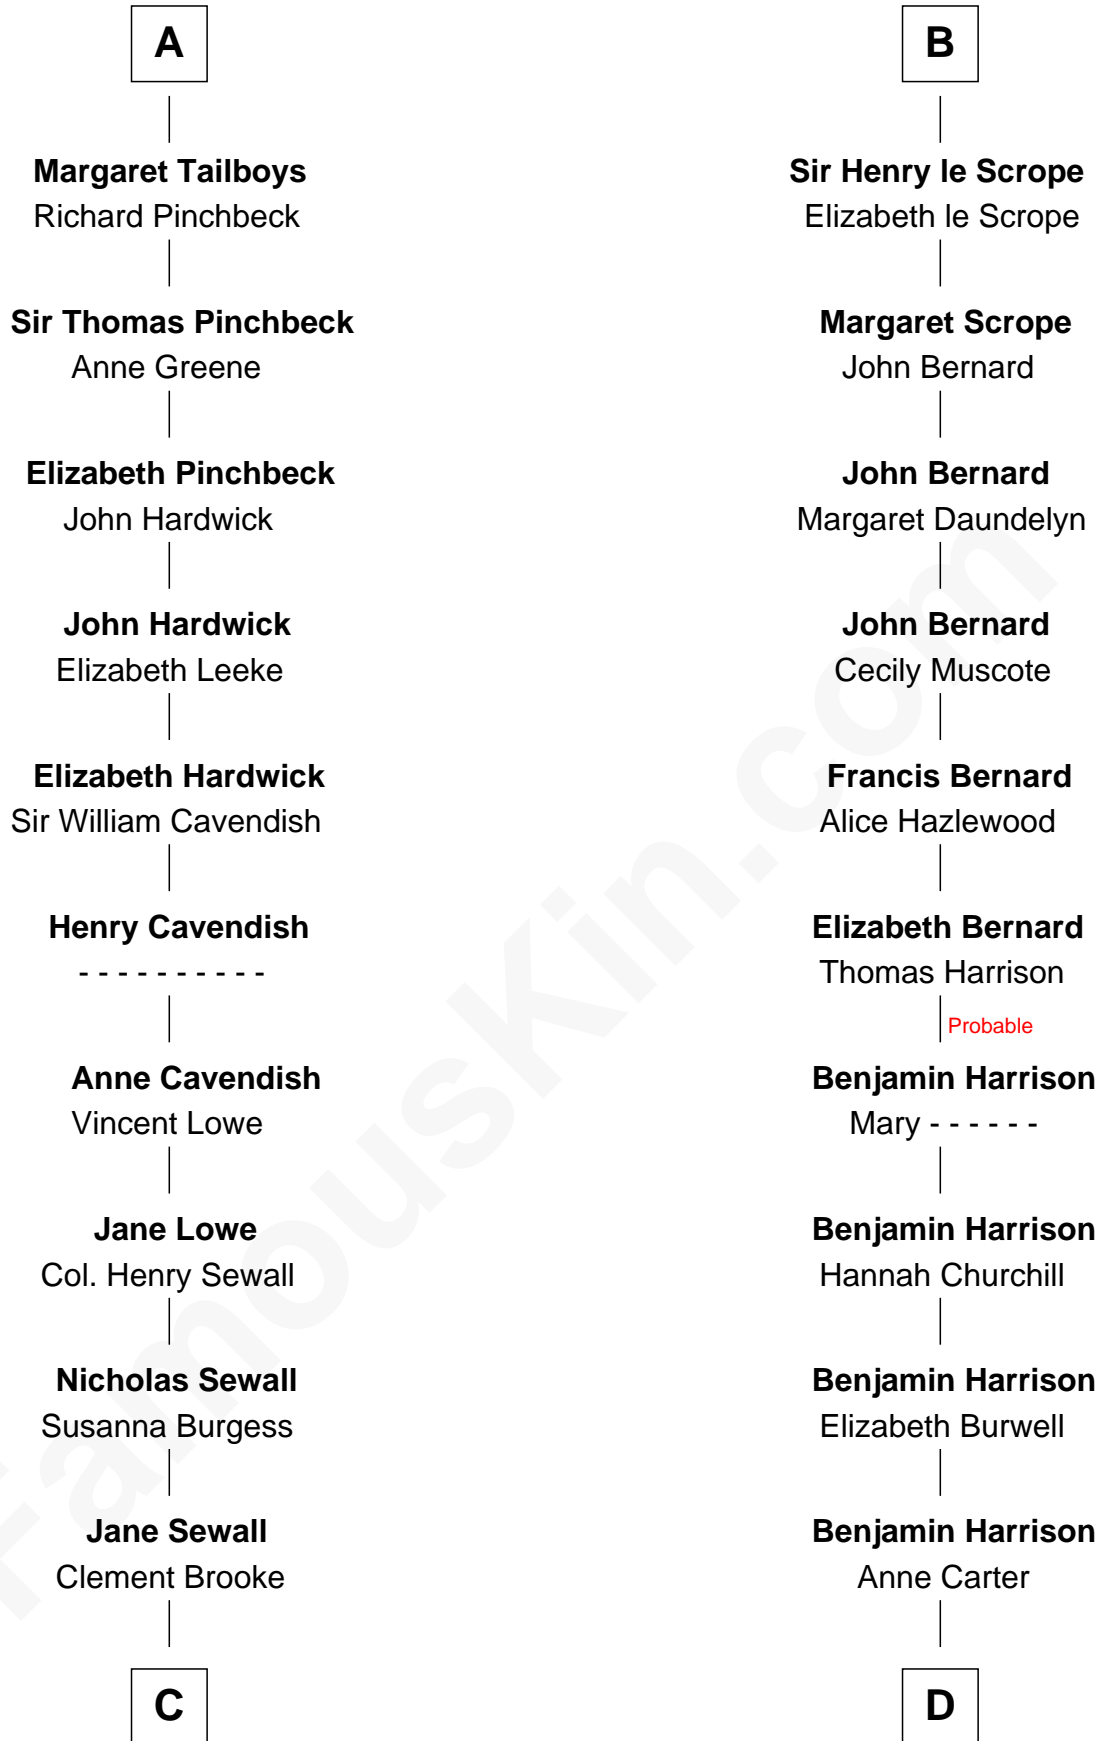 A
Margaret Tailboys
Richard Pinchbeck
Sir Thomas Pinchbeck
Anne Greene
Elizabeth Pinchbeck
John Hardwick
John Hardwick
Elizabeth Leeke
Elizabeth Hardwick
Sir William Cavendish
Henry Cavendish
- - - - - - - - - -
Anne Cavendish
Vincent Lowe
Jane Lowe
Col. Henry Sewall
Nicholas Sewall
Susanna Burgess
Jane Sewall
Clement Brooke
C
B
Sir Henry le Scrope
Elizabeth le Scrope
Margaret Scrope
John Bernard
John Bernard
Margaret Daundelyn
John Bernard
Cecily Muscote
Francis Bernard
Alice Hazlewood
Elizabeth Bernard
Thomas Harrison
Probable
Benjamin Harrison
Mary - - - - - -
Benjamin Harrison
Hannah Churchill
Benjamin Harrison
Elizabeth Burwell
Benjamin Harrison
Anne Carter
D
FamousKin.com